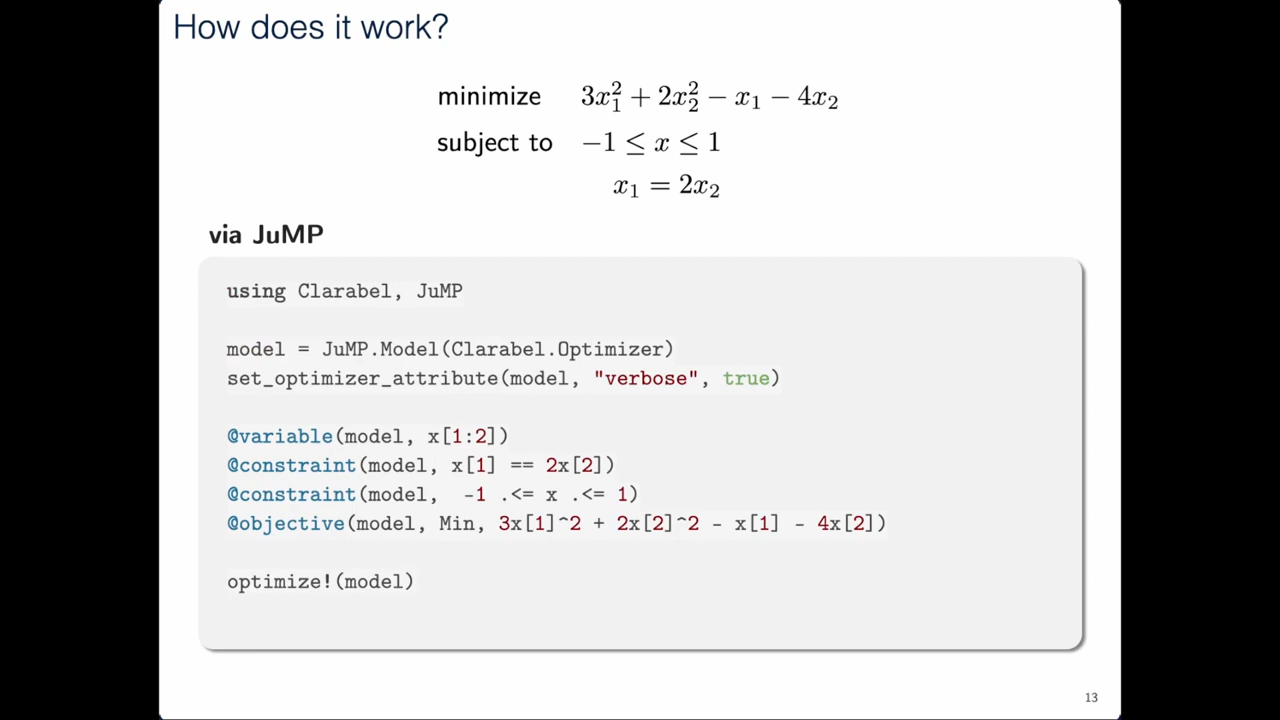 How does it work?
minimize 3x₁² + 2x₂² − x₁ − 4x₂
subject to −1 ≤ x ≤ 1
x₁ = 2x₂
via JuMP
using Clarabel, JuMP
model = JuMP.Model(Clarabel.Optimizer)
set_optimizer_attribute(model, "verbose", true)
@variable(model, x[1:2])
@constraint(model, x[1] == 2x[2])
@constraint(model,  -1 .<= x .<= 1)
@objective(model, Min, 3x[1]^2 + 2x[2]^2 - x[1] - 4x[2])
optimize!(model)
13